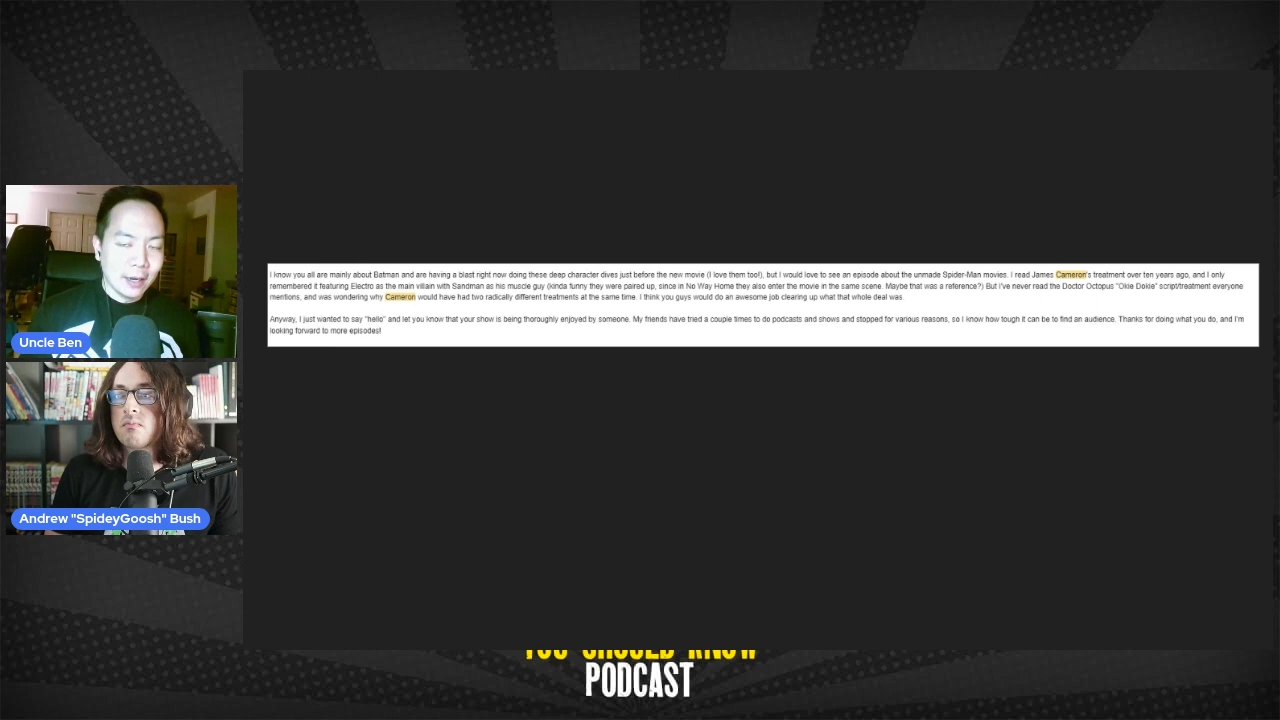 I know you all are mainly about Batman and are having a blast right now doing these deep character dives just before the new movie (I love them too!), but I would love to see an episode about the unmade Spider-Man movies. I read James Cameron's treatment over ten years ago, and I only
remembered it featuring Electro as the main villain with Sandman as his muscle guy (kinda funny they were paired up, since in No Way Home they also enter the movie in the same scene. Maybe that was a reference?) But I've never read the Doctor Octopus "Okie Dokie" script/treatment everyone
mentions, and was wondering why Cameron would have had two radically different treatments at the same time. I think you guys would do an awesome job clearing up what that whole deal was.
Anyway, I just wanted to say "hello" and let you know that your show is being thoroughly enjoyed by someone. My friends have tried a couple times to do podcasts and shows and stopped for various reasons, so I know how tough it can be to find an audience. Thanks for doing what you do, and I'm
looking forward to more episodes!
Uncle Ben
Andrew "SpideyGoosh" Bush
YOU SHOULD KNOW
PODCAST